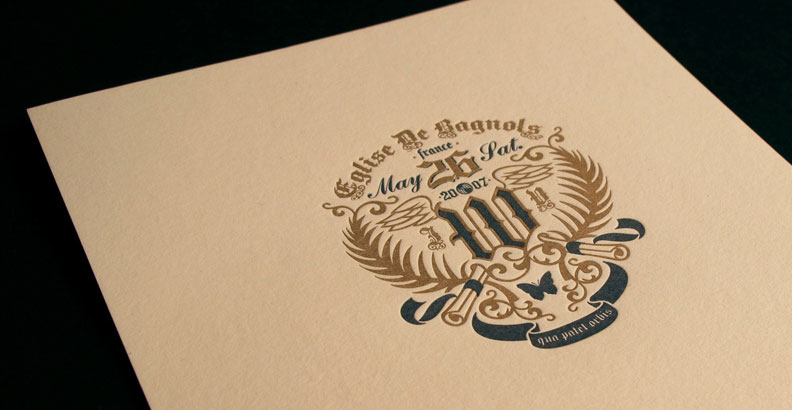 Eglise De Bagnols
· france ·
May 26 Sat.
· 2007 ·
J W Y
qua patet orbis